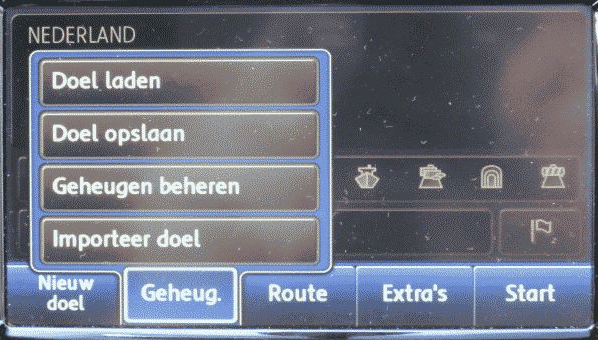 NEDERLAND
Doel laden
Doel opslaan
Geheugen beheren
Importeer doel
Nieuw
doel
Geheug.
Route
Extra's
Start